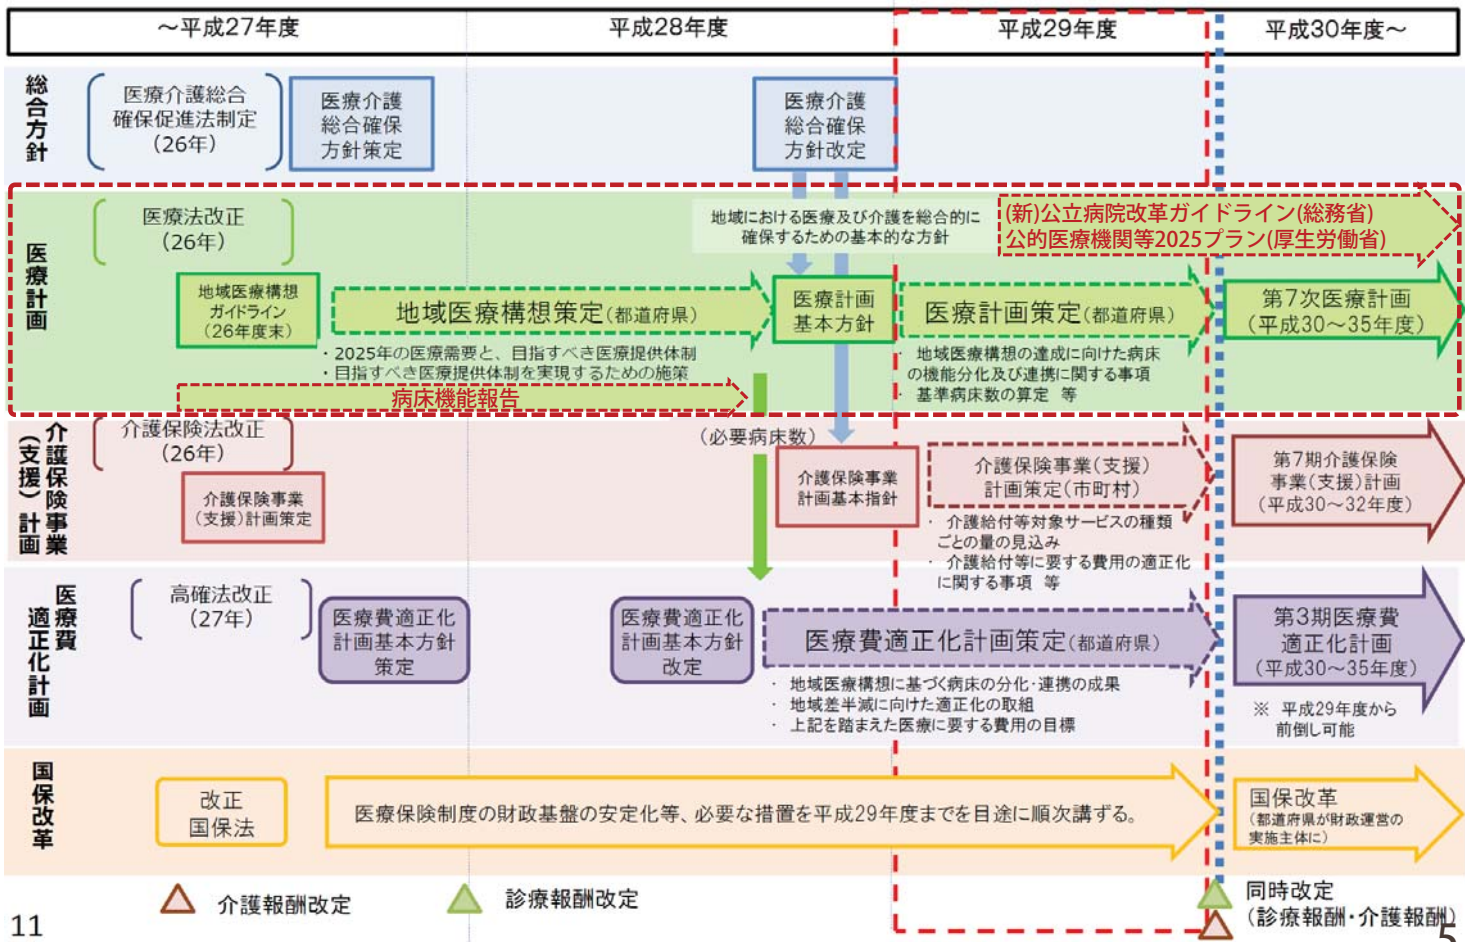 ～平成27年度
平成28年度
平成29年度
平成30年度～
総合方針
医療介護総合
確保促進法制定
(26年)
医療介護
総合確保
方針策定
医療介護
総合確保
方針改定
医療計画
医療法改正
(26年)
地域における医療及び介護を総合的に
確保するための基本的な方針
(新)公立病院改革ガイドライン(総務省)
公的医療機関等2025プラン(厚生労働省)
地域医療構想
ガイドライン
(26年度末)
地域医療構想策定(都道府県)
医療計画
基本方針
医療計画策定(都道府県)
第7次医療計画
(平成30～35年度)
・2025年の医療需要と、目指すべき医療提供体制
・目指すべき医療提供体制を実現するための施策
・ 地域医療構想の達成に向けた病床
の機能分化及び連携に関する事項
・ 基準病床数の算定 等
病床機能報告
(必要病床数)
介護保険事業
(支援)計画
介護保険法改正
(26年)
介護保険事業
(支援)計画策定
介護保険事業
計画基本指針
介護保険事業(支援)
計画策定(市町村)
第7期介護保険
事業(支援)計画
(平成30～32年度)
・ 介護給付等対象サービスの種類
ごとの量の見込み
・ 介護給付等に要する費用の適正化
に関する事項 等
医療費
適正化計画
高確法改正
(27年)
医療費適正化
計画基本方針
策定
医療費適正化
計画基本方針
改定
医療費適正化計画策定(都道府県)
第3期医療費
適正化計画
(平成30～35年度)
・ 地域医療構想に基づく病床の分化・連携の成果
・ 地域差半減に向けた適正化の取組
・ 上記を踏まえた医療に要する費用の目標
※ 平成29年度から
前倒し可能
国保改革
改正
国保法
医療保険制度の財政基盤の安定化等、必要な措置を平成29年度までを目途に順次講ずる。
国保改革
(都道府県が財政運営の
実施主体に)
介護報酬改定
診療報酬改定
同時改定
(診療報酬・介護報酬)
11
5